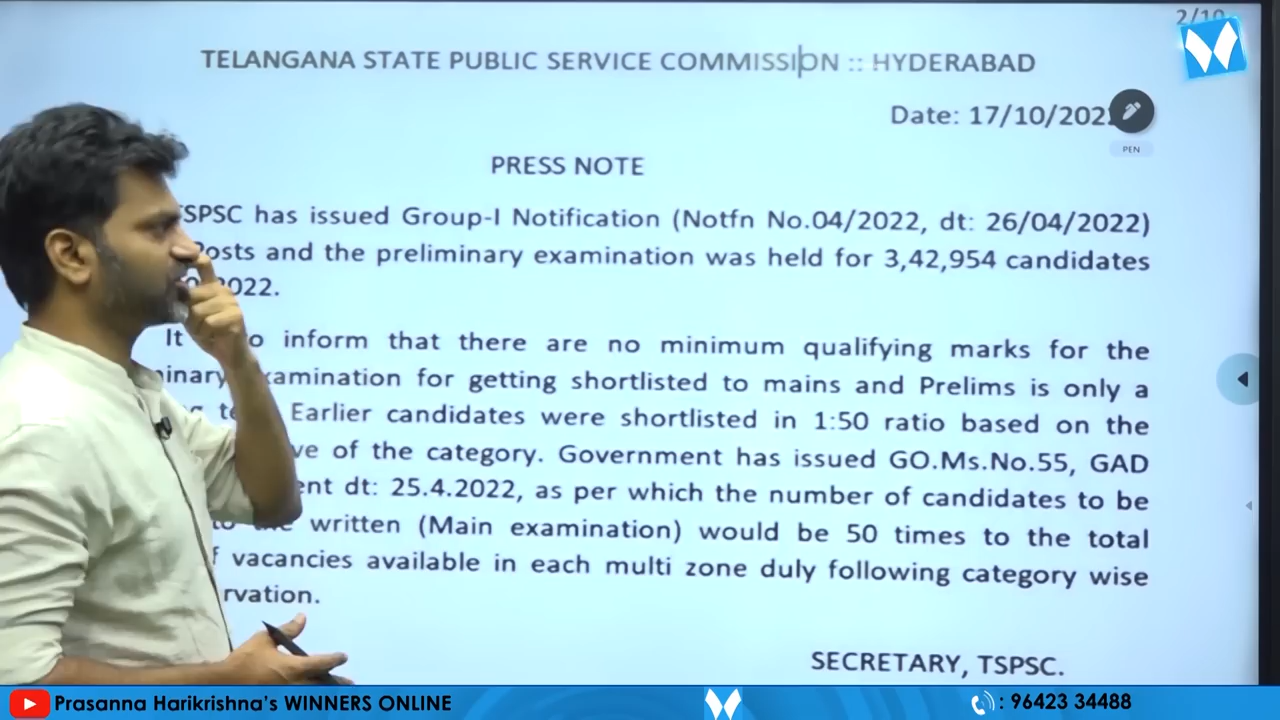 2/10
TELANGANA STATE PUBLIC SERVICE COMMISSION :: HYDERABAD
Date: 17/10/202
PEN
PRESS NOTE
TSPSC has issued Group-I Notification (Notfn No.04/2022, dt: 26/04/2022)
Posts and the preliminary examination was held for 3,42,954 candidates
2022.
It to inform that there are no minimum qualifying marks for the
examination for getting shortlisted to mains and Prelims is only a
Earlier candidates were shortlisted in 1:50 ratio based on the
of the category. Government has issued GO.Ms.No.55, GAD
dt: 25.4.2022, as per which the number of candidates to be
to the written (Main examination) would be 50 times to the total
vacancies available in each multi zone duly following category wise
rvation.
SECRETARY, TSPSC.
Prasanna Harikrishna's WINNERS ONLINE
: 96423 34488